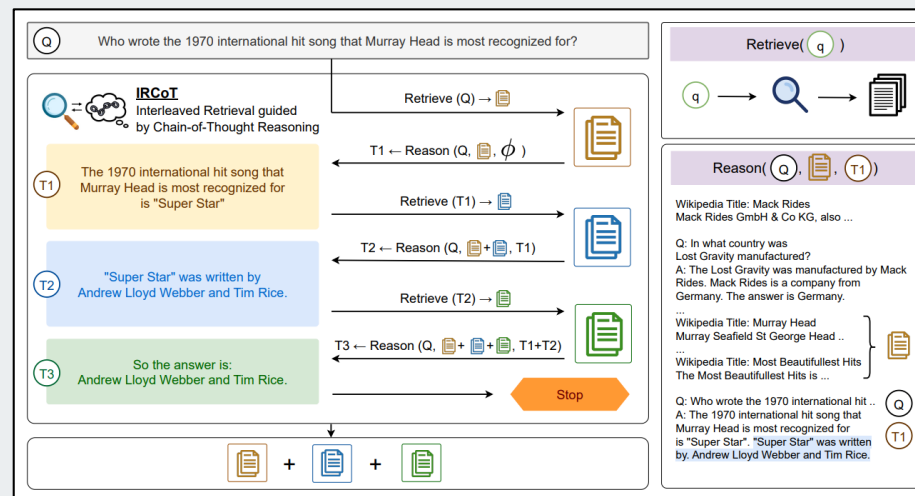 Q
Who wrote the 1970 international hit song that Murray Head is most recognized for?
IRCoT
Interleaved Retrieval guided
by Chain-of-Thought Reasoning
Retrieve (Q) →
T1 ← Reason (Q, , ϕ )
T1
The 1970 international hit song that
Murray Head is most recognized for
is "Super Star"
Retrieve (T1) →
T2 ← Reason (Q, + , T1)
T2
"Super Star" was written by
Andrew Lloyd Webber and Tim Rice.
Retrieve (T2) →
T3 ← Reason (Q, + + , T1+T2)
T3
So the answer is:
Andrew Lloyd Webber and Tim Rice.
Stop
+ +
Retrieve( q )
q
Reason( Q, , T1 )
Wikipedia Title: Mack Rides
Mack Rides GmbH & Co KG, also ...
Q: In what country was
Lost Gravity manufactured?
A: The Lost Gravity was manufactured by Mack
Rides. Mack Rides is a company from
Germany. The answer is Germany.
...
Wikipedia Title: Murray Head
Murray Seafield St George Head ..
...
Wikipedia Title: Most Beautifullest Hits
The Most Beautifullest Hits is ...
Q: Who wrote the 1970 international hit ..
Q
A: The 1970 international hit song that
Murray Head is most recognized for
T1
is "Super Star". "Super Star" was written
by. Andrew Lloyd Webber and Tim Rice.